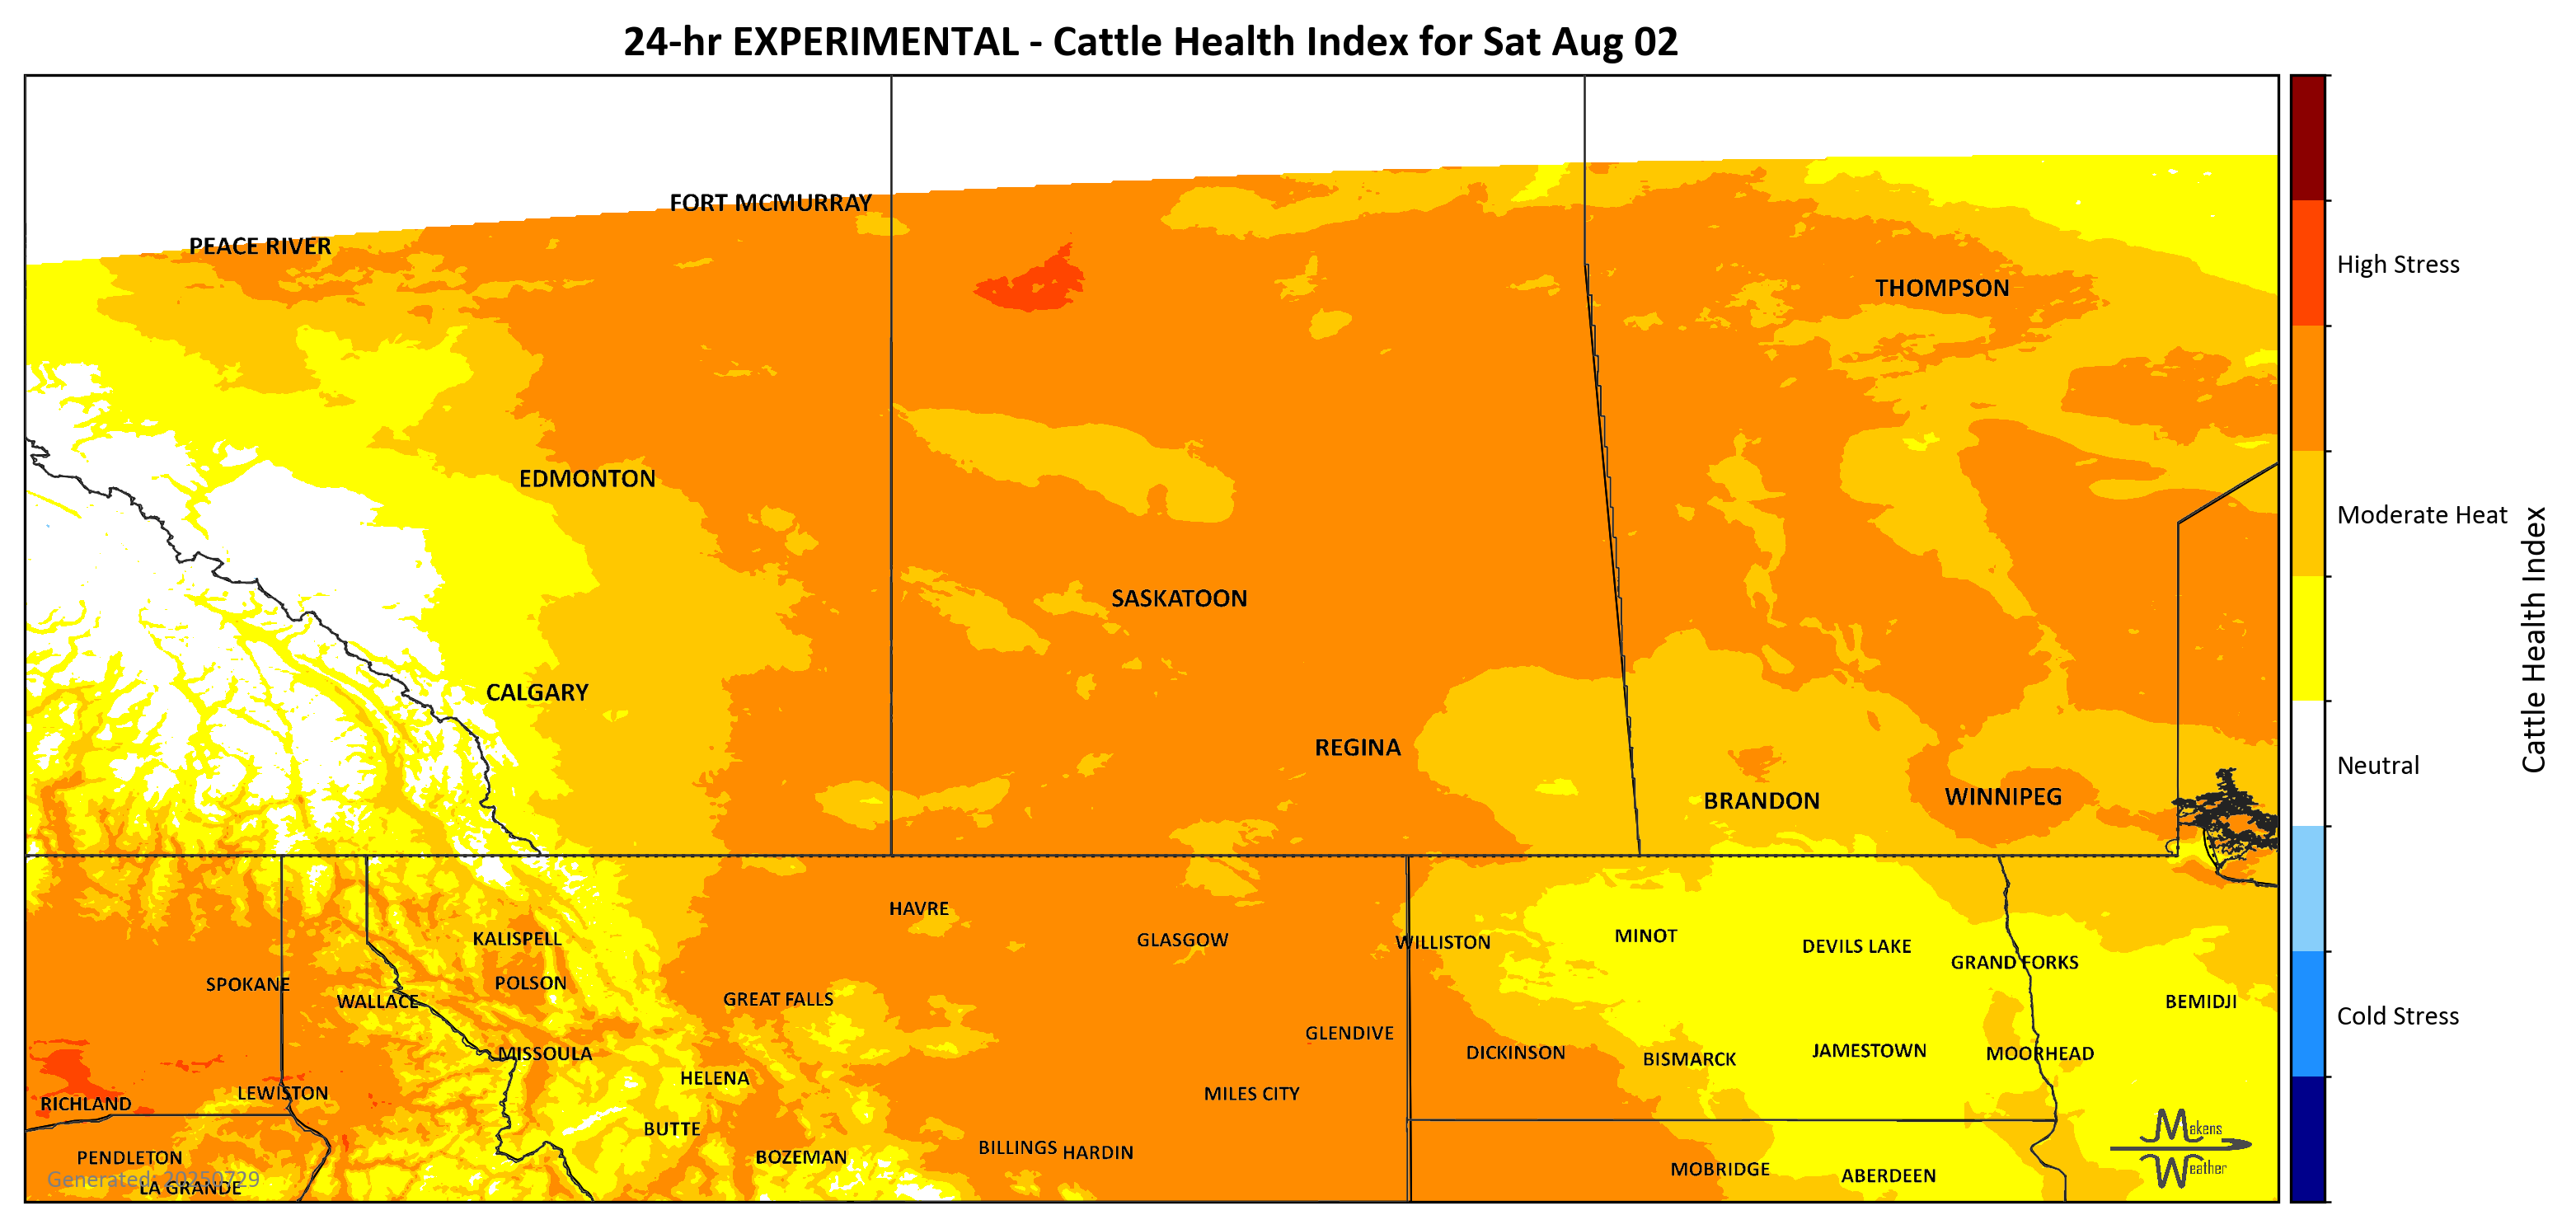 24-hr EXPERIMENTAL - Cattle Health Index for Sat Aug 02
FORT MCMURRAY
PEACE RIVER
THOMPSON
EDMONTON
SASKATOON
CALGARY
REGINA
BRANDON
WINNIPEG
HAVRE
KALISPELL
GLASGOW
WILLISTON
MINOT
DEVILS LAKE
GRAND FORKS
SPOKANE
POLSON
WALLACE
GREAT FALLS
BEMIDJI
GLENDIVE
MISSOULA
DICKINSON
BISMARCK
JAMESTOWN
MOORHEAD
HELENA
LEWISTON
MILES CITY
RICHLAND
BUTTE
BILLINGS
HARDIN
PENDLETON
BOZEMAN
MOBRIDGE
ABERDEEN
Generated: 20250729
LA GRANDE
Makens
Weather
High Stress
Moderate Heat
Neutral
Cold Stress
Cattle Health Index